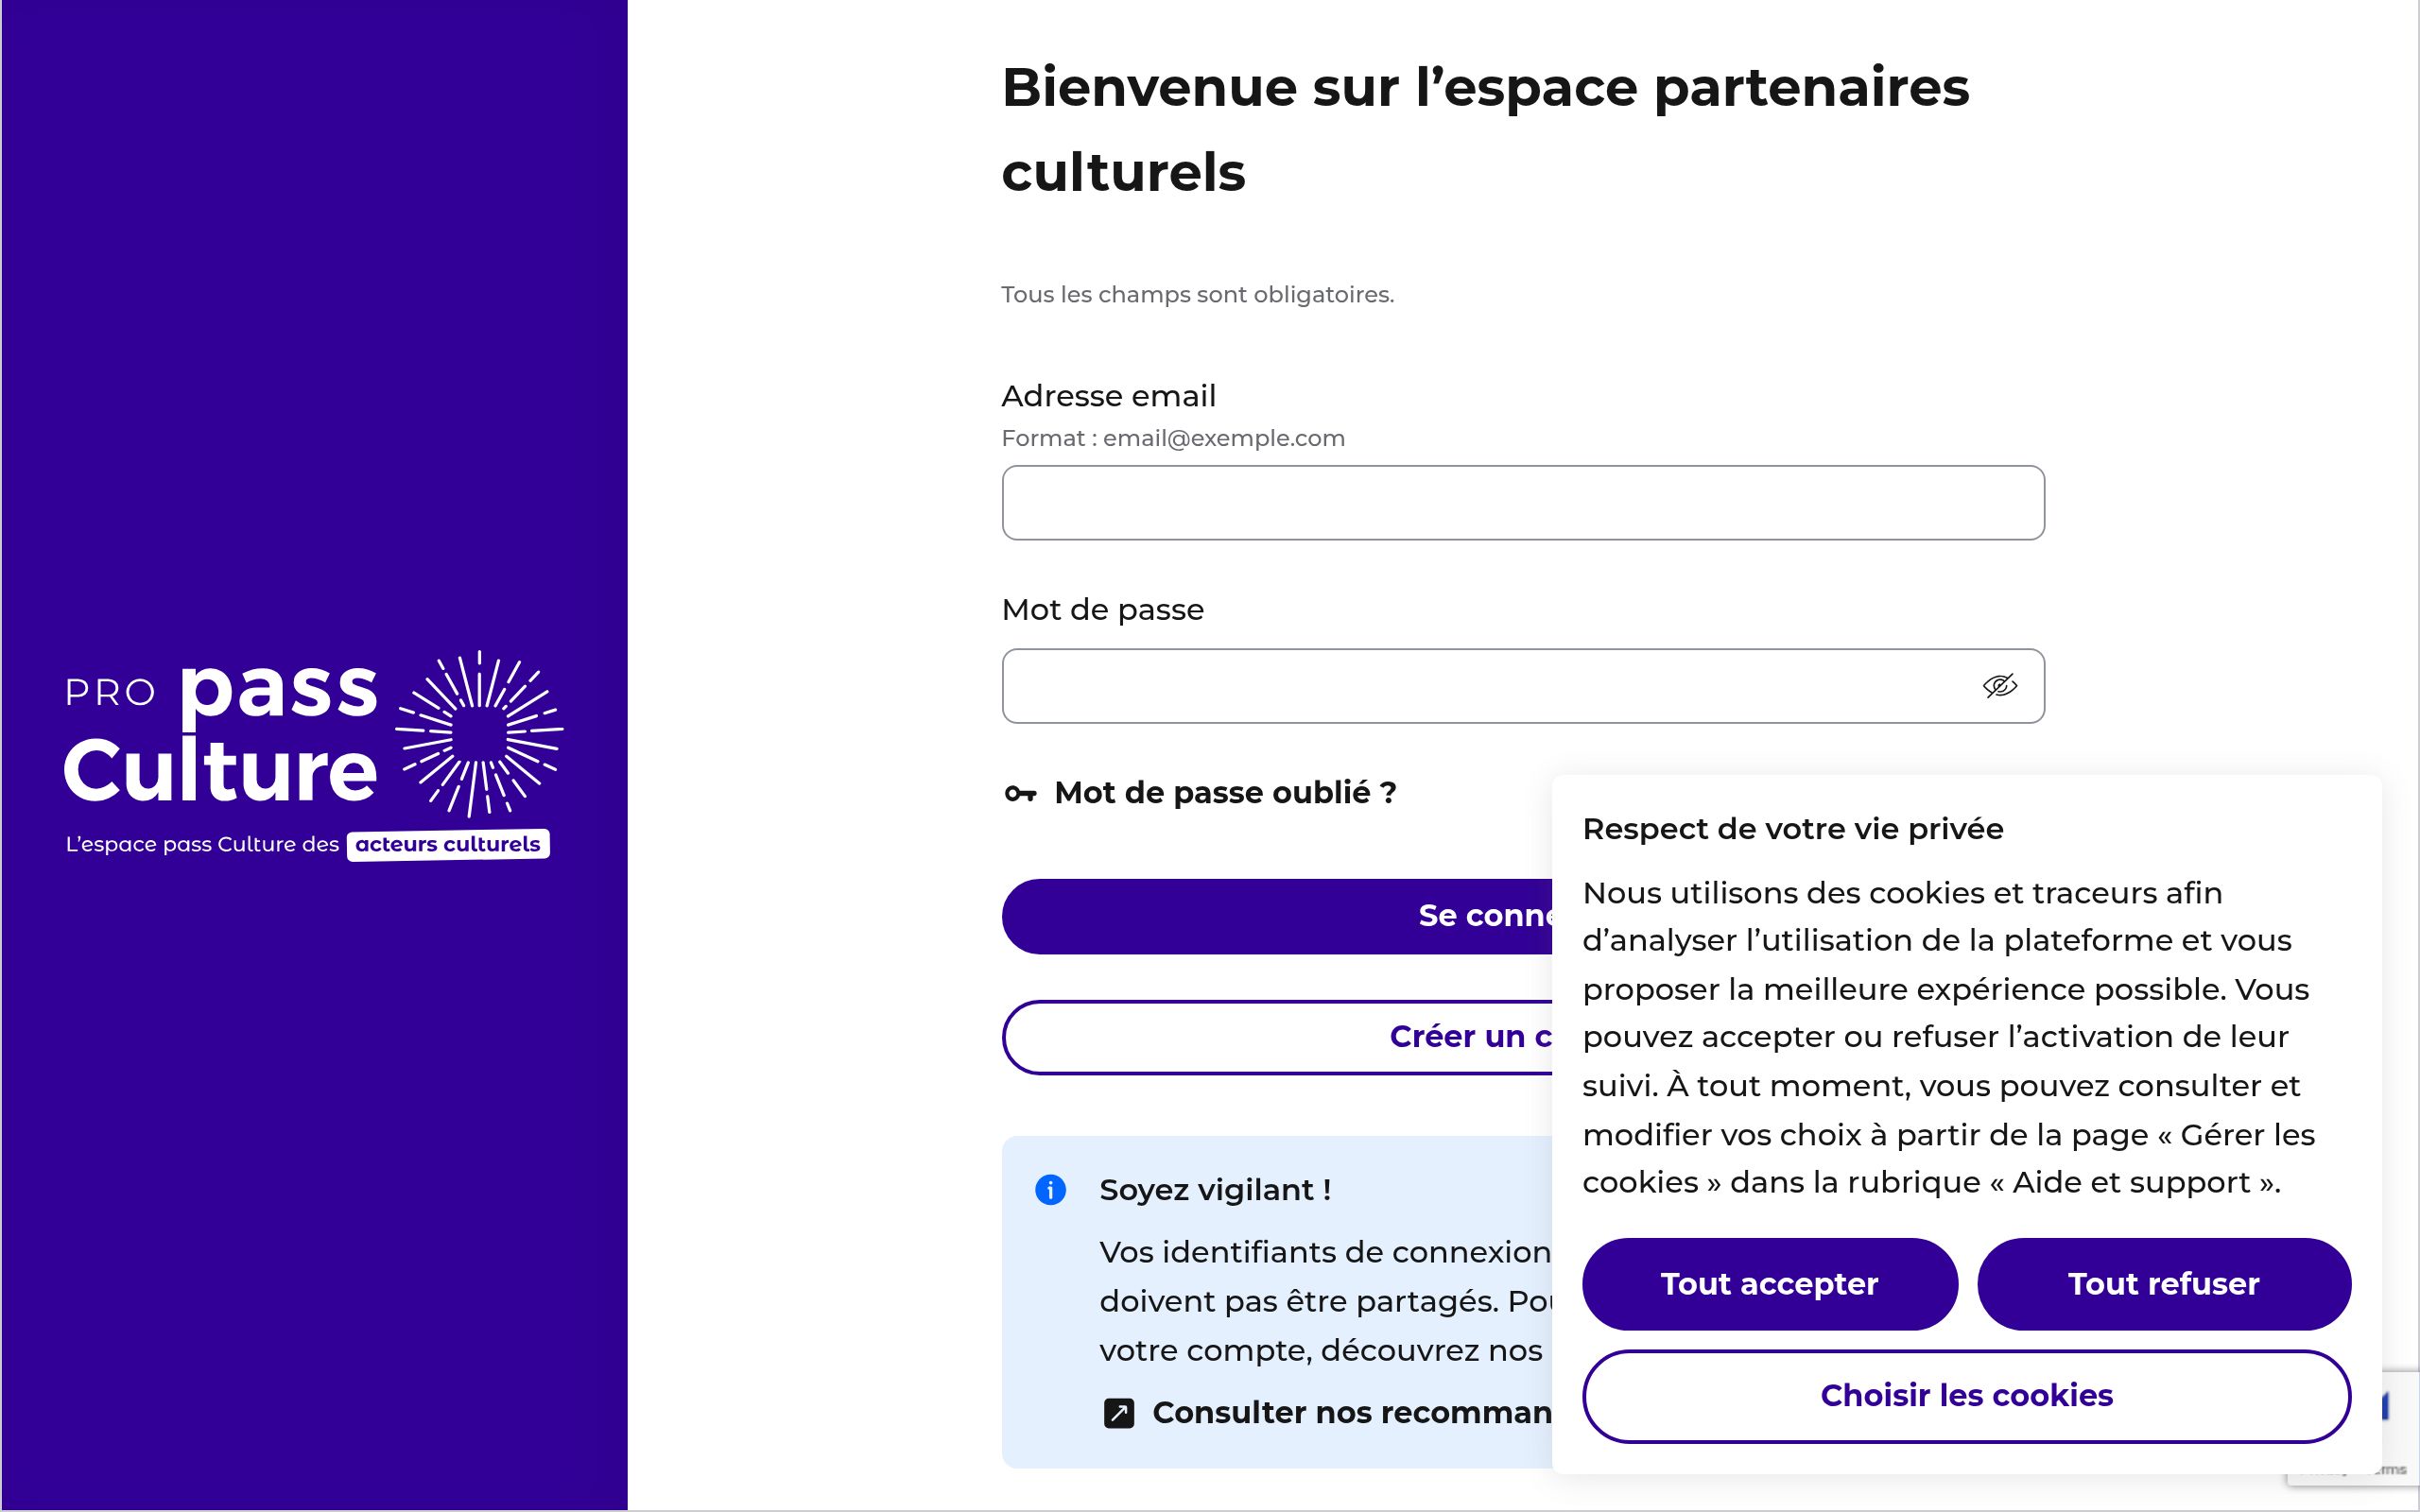 PRO pass
Culture
L’espace pass Culture des acteurs culturels
Bienvenue sur l’espace partenaires
culturels
Tous les champs sont obligatoires.
Adresse email
Format : email@exemple.com
Mot de passe
Mot de passe oublié ?
Se conne
Créer un c
Soyez vigilant !
Vos identifiants de connexion
doivent pas être partagés. Pou
votre compte, découvrez nos
Consulter nos recomman
Respect de votre vie privée
Nous utilisons des cookies et traceurs afin
d’analyser l’utilisation de la plateforme et vous
proposer la meilleure expérience possible. Vous
pouvez accepter ou refuser l’activation de leur
suivi. À tout moment, vous pouvez consulter et
modifier vos choix à partir de la page « Gérer les
cookies » dans la rubrique « Aide et support ».
Tout accepter
Tout refuser
Choisir les cookies